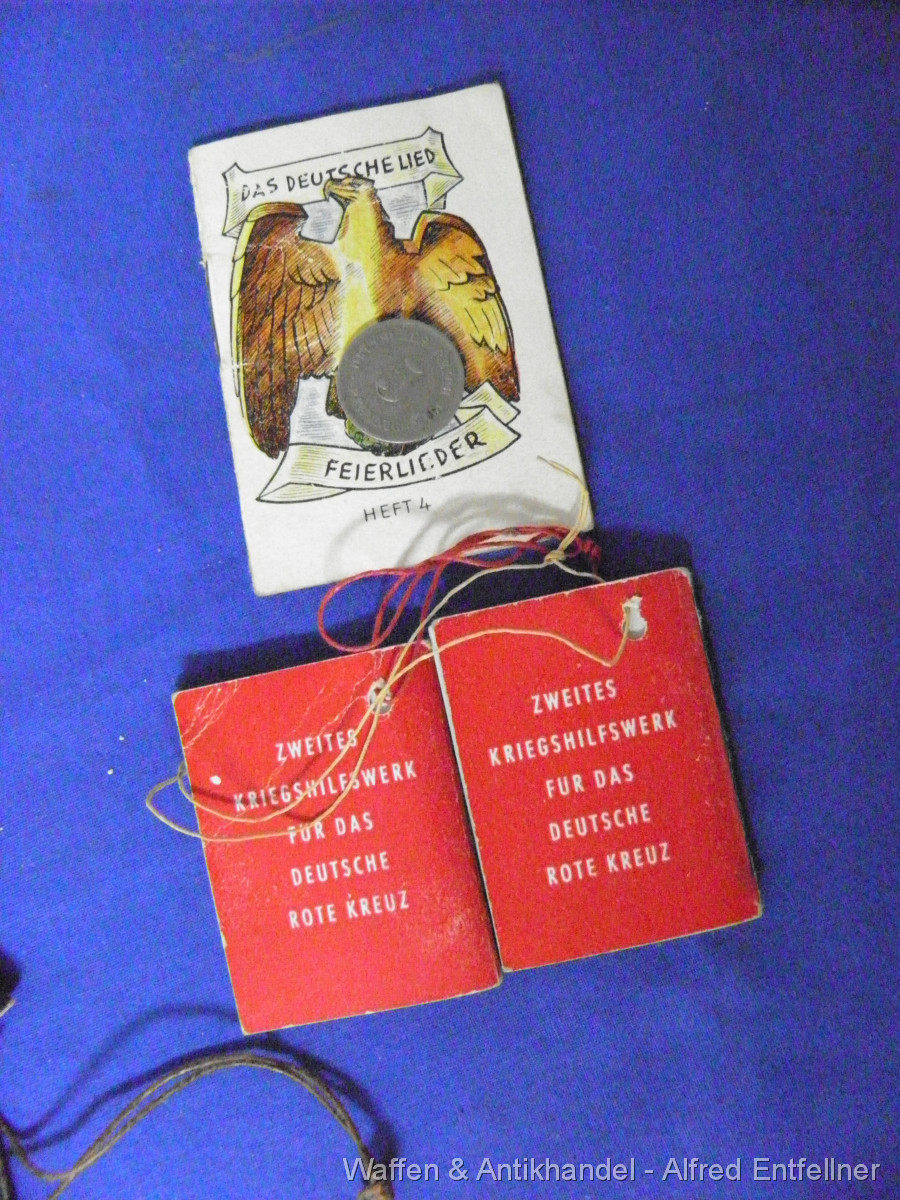 DAS DEUTSCHE LIED
FEIERLIEDER
HEFT 4
ZWEITES
KRIEGSHILFSWERK
FÜR DAS
DEUTSCHE
ROTE KREUZ
ZWEITES
KRIEGSHILFSWERK
FÜR DAS
DEUTSCHE
ROTE KREUZ
Waffen & Antikhandel - Alfred Entfellner